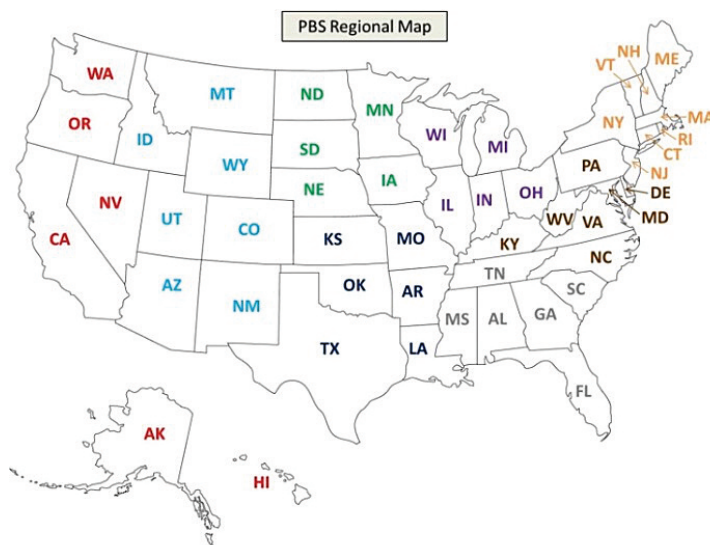 PBS Regional Map
WA
OR
CA
NV
ID
MT
WY
UT
CO
AZ
NM
ND
SD
NE
MN
IA
KS
MO
OK
AR
TX
LA
WI
MI
IL
IN
OH
KY
WV
VA
PA
NC
DE
MD
TN
SC
MS
AL
GA
FL
ME
NH
VT
NY
MA
RI
CT
NJ
AK
HI